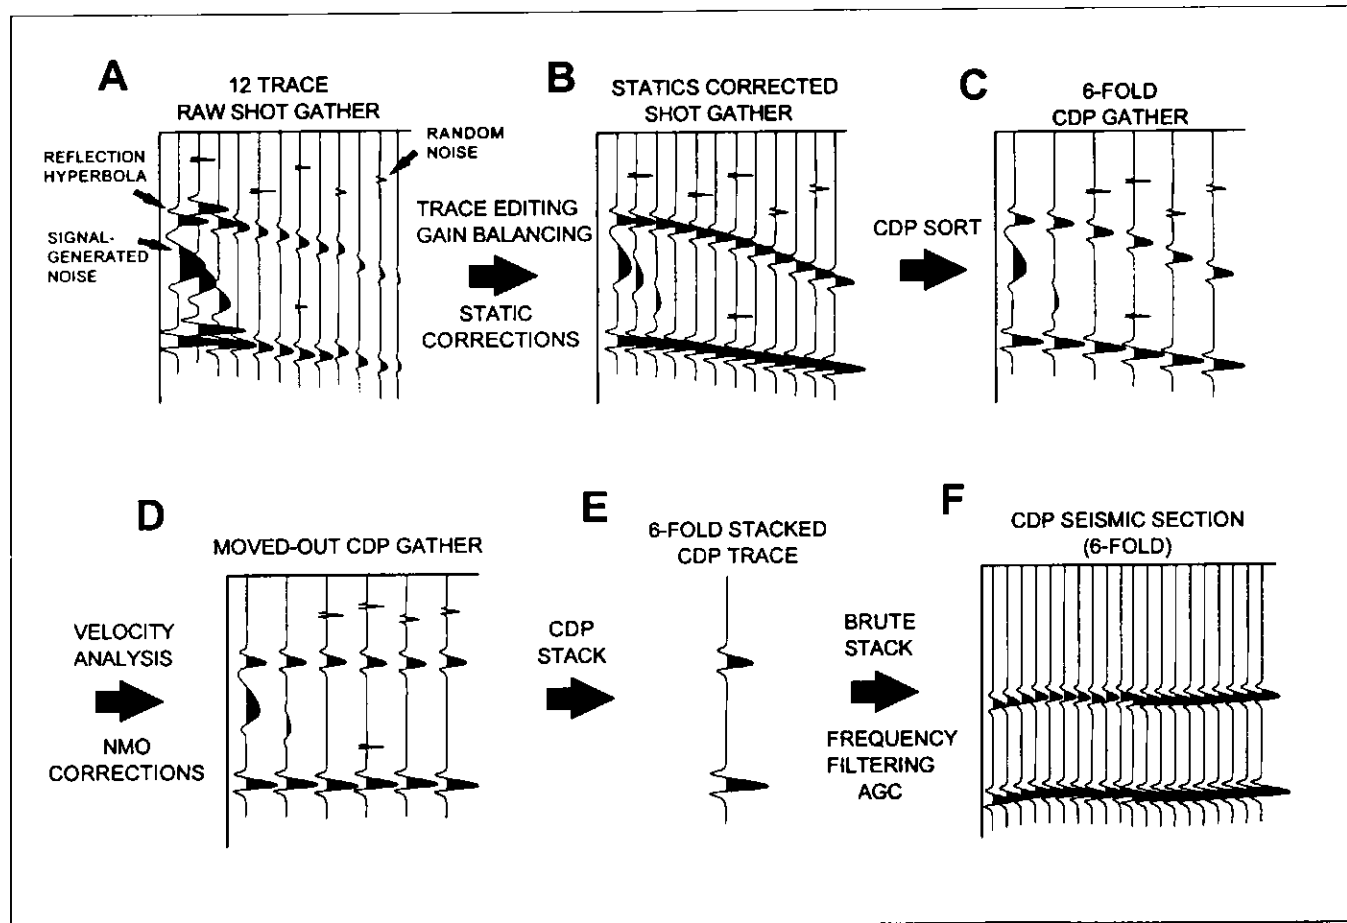 A
12 TRACE
RAW SHOT GATHER
REFLECTION
HYPERBOLA
SIGNAL-
GENERATED
NOISE
RANDOM
NOISE
TRACE EDITING
GAIN BALANCING
STATIC
CORRECTIONS
B
STATICS CORRECTED
SHOT GATHER
CDP SORT
C
6-FOLD
CDP GATHER
VELOCITY
ANALYSIS
NMO
CORRECTIONS
D
MOVED-OUT CDP GATHER
CDP
STACK
E
6-FOLD STACKED
CDP TRACE
BRUTE
STACK
FREQUENCY
FILTERING
AGC
F
CDP SEISMIC SECTION
(6-FOLD)